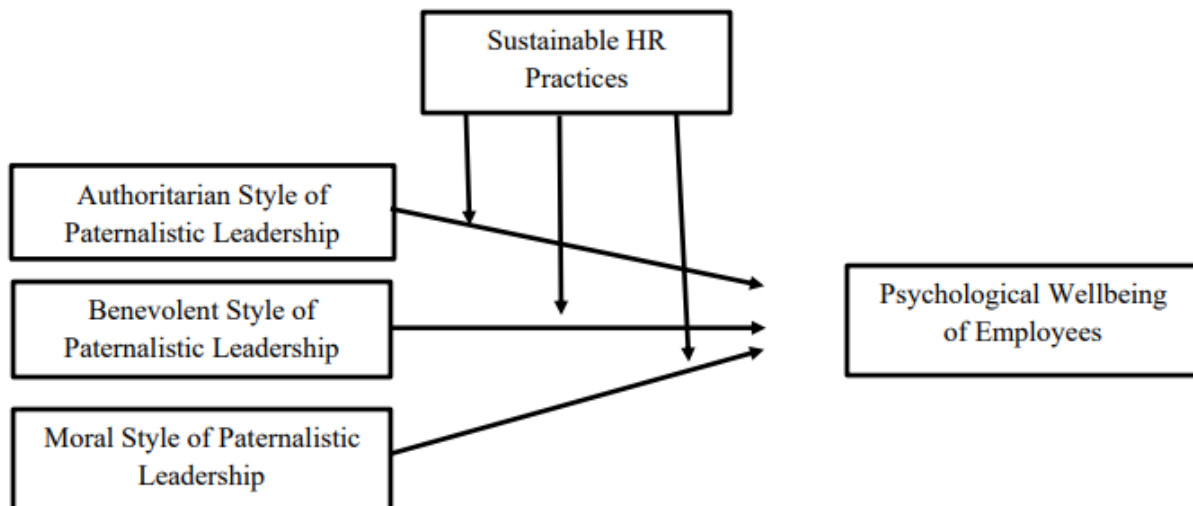 Sustainable HR
Practices
Authoritarian Style of
Paternalistic Leadership
Benevolent Style of
Paternalistic Leadership
Psychological Wellbeing
of Employees
Moral Style of Paternalistic
Leadership